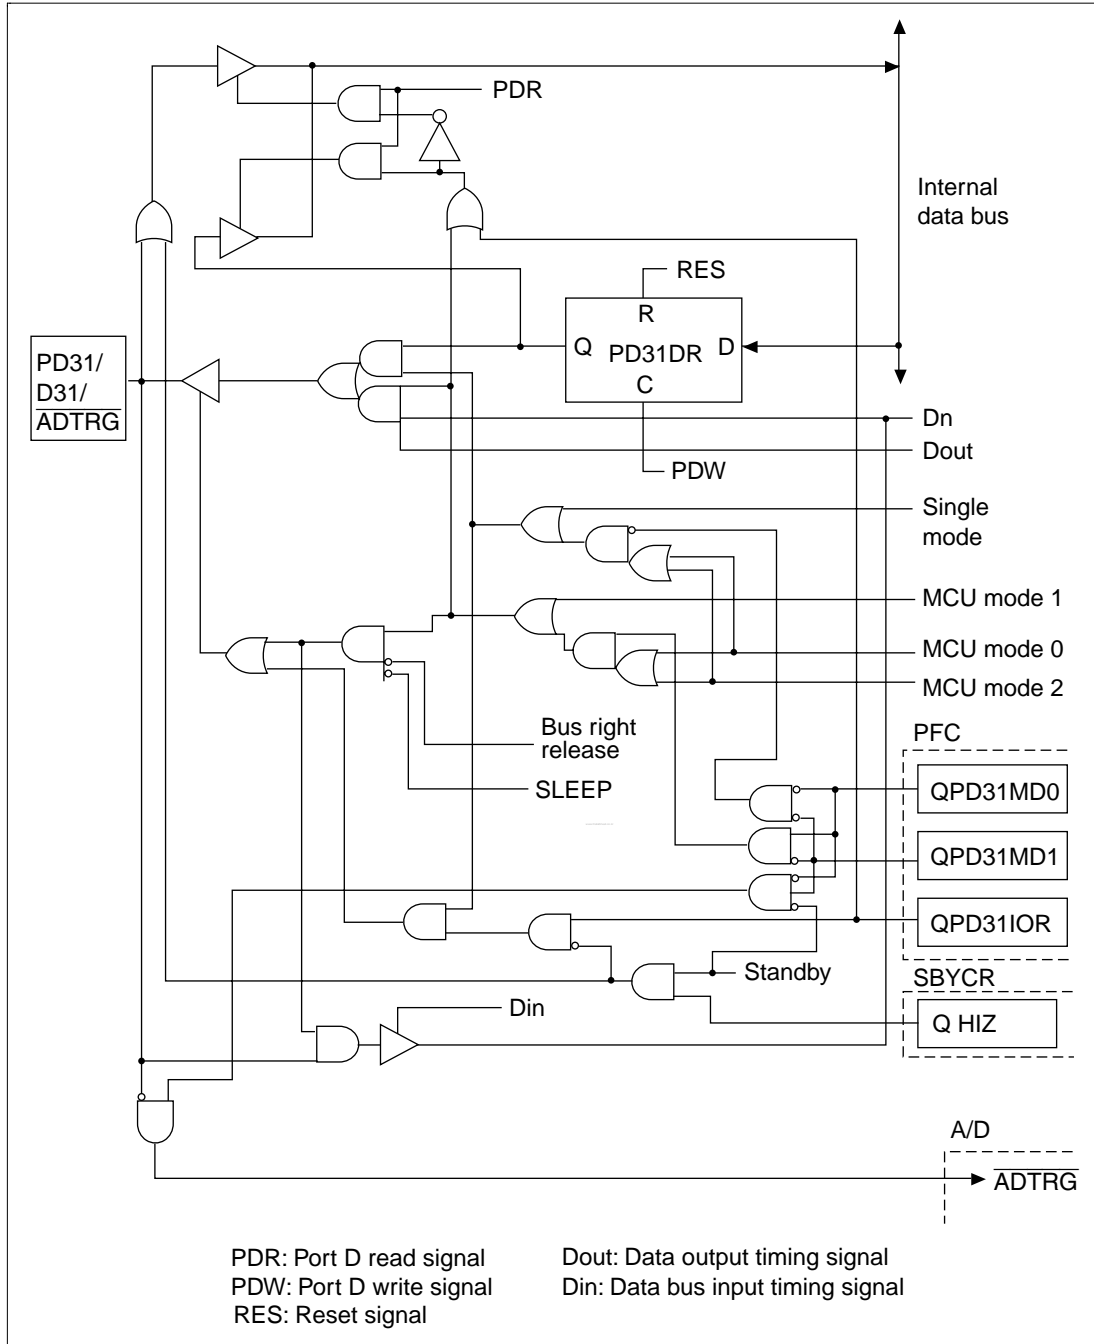 PDR
Internal
data bus
RES
R
Q PD31DR D
C
PD31/
D31/
ADTRG
Dn
Dout
PDW
Single
mode
MCU mode 1
MCU mode 0
MCU mode 2
Bus right
release
SLEEP
PFC
QPD31MD0
QPD31MD1
QPD31IOR
Standby
SBYCR
Q HIZ
Din
A/D
ADTRG
PDR: Port D read signal
PDW: Port D write signal
RES: Reset signal
Dout: Data output timing signal
Din: Data bus input timing signal